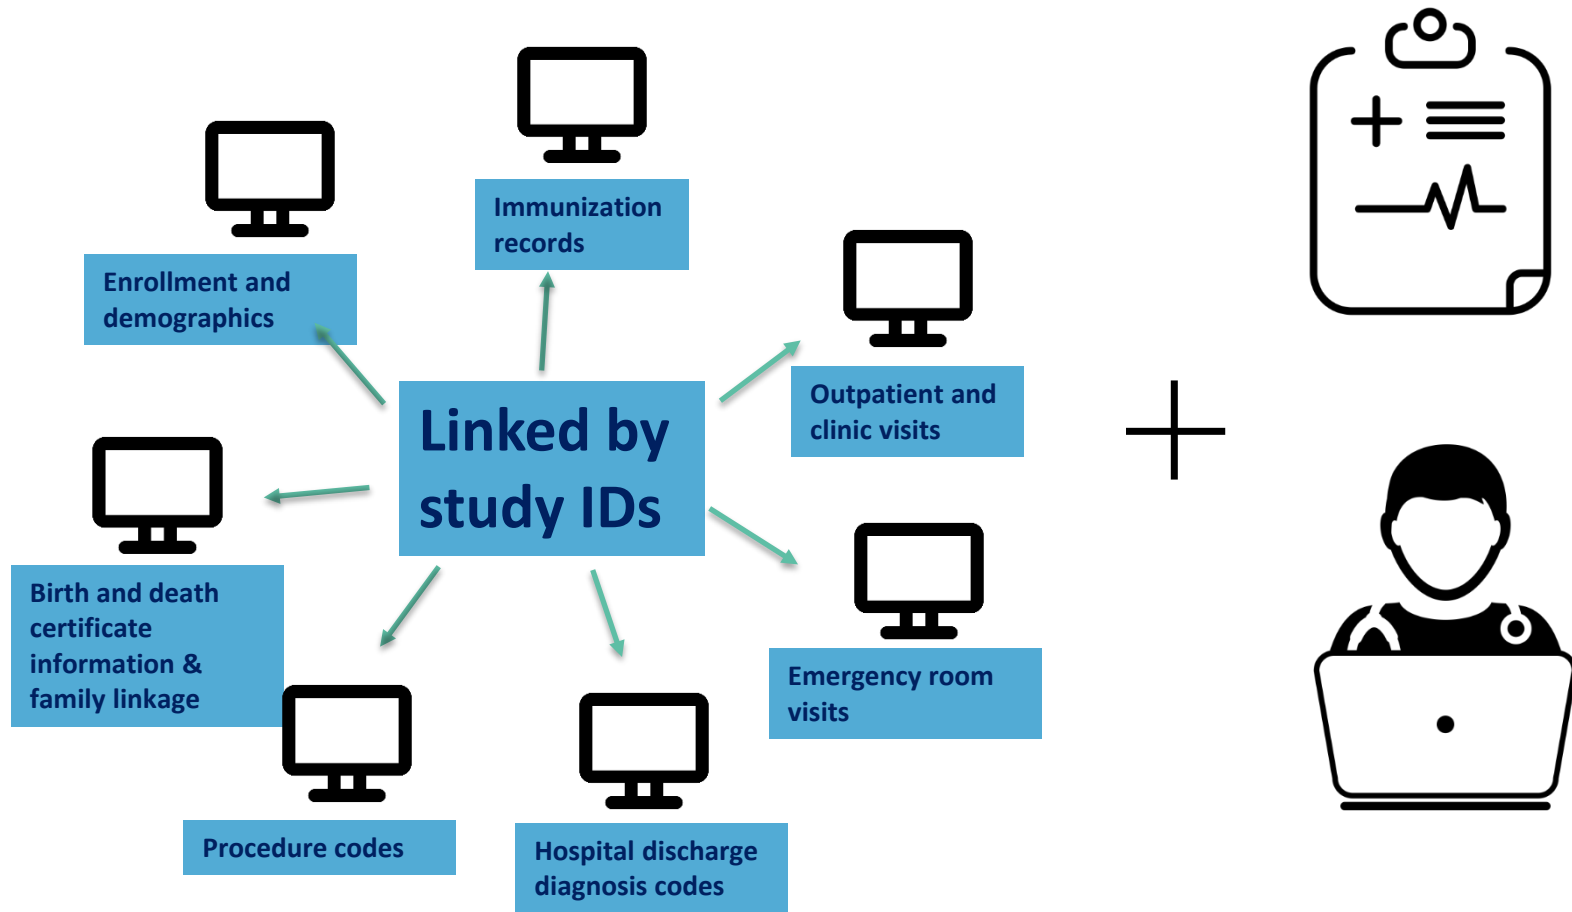 Immunization
records
Enrollment and
demographics
Outpatient and
clinic visits
Linked by
study IDs
Birth and death
certificate
information &
family linkage
Emergency room
visits
Procedure codes
Hospital discharge
diagnosis codes